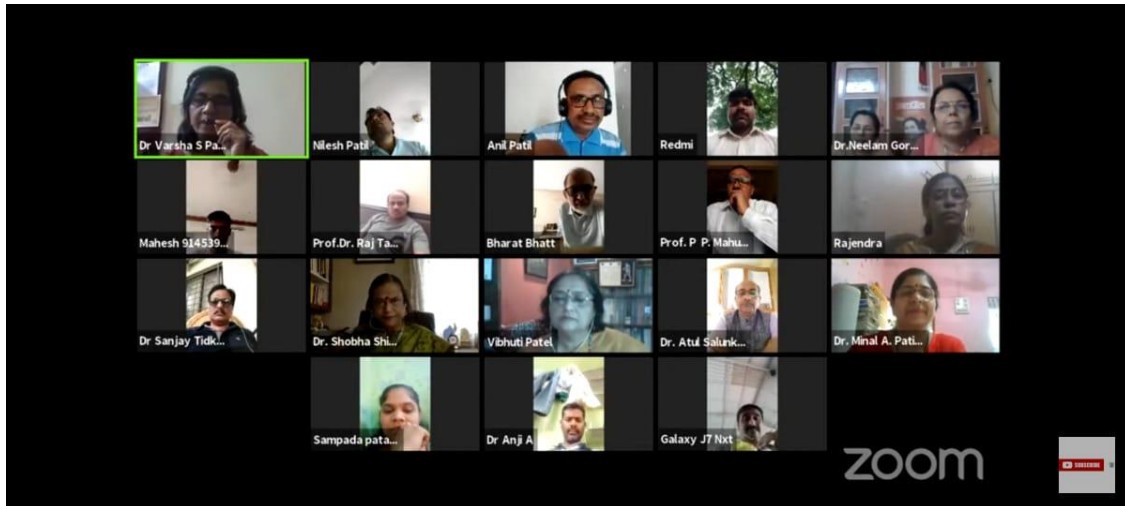 Dr Varsha S Pa...
Nilesh Patil
Anil Patil
Redmi
Dr.Neelam Gor...
Mahesh 914539...
Prof.Dr. Raj Ta...
Bharat Bhatt
Prof. P P. Mahu...
Rajendra
Dr Sanjay Tidk...
Dr. Shobha Shi...
Vibhuti Patel
Dr. Atul Salunk...
Dr. Minal A. Pati...
Sampada pata...
Dr Anji A
Galaxy J7 Nxt
zoom
SUBSCRIBE